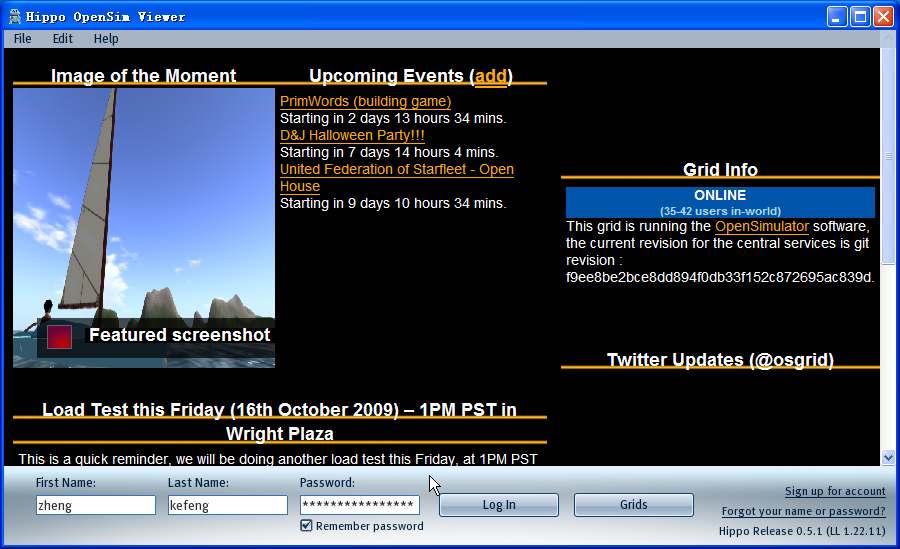 Hippo OpenSim Viewer
File Edit Help
Image of the Moment
Featured screenshot
Upcoming Events (add)
PrimWords (building game)
Starting in 2 days 13 hours 34 mins.
D&J Halloween Party!!!
Starting in 7 days 14 hours 4 mins.
United Federation of Starfleet - Open
House
Starting in 9 days 10 hours 34 mins.
Grid Info
ONLINE
(35-42 users in-world)
This grid is running the OpenSimulator software,
the current revision for the central services is git
revision :
f9ee8be2bce8dd894f0db33f152c872695ac839d.
Twitter Updates (@osgrid)
Load Test this Friday (16th October 2009) – 1PM PST in
Wright Plaza
This is a quick reminder, we will be doing another load test this Friday, at 1PM PST
First Name:
zheng
Last Name:
kefeng
Password:
***************
Remember password
Log In
Grids
Sign up for account
Forgot your name or password?
Hippo Release 0.5.1 (LL 1.22.11)